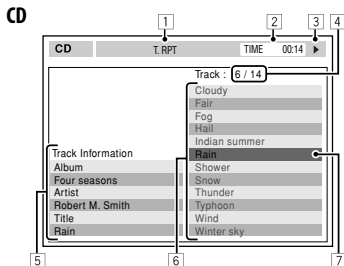 CD
1 2 3 4
CD T. RPT TIME 00:14
Track : 6 / 14
Cloudy
Fair
Fog
Hail
Indian summer
Rain
Shower
Snow
Thunder
Typhoon
Wind
Winter sky
Track Information
Album
Four seasons
Artist
Robert M. Smith
Title
Rain
5 6 7